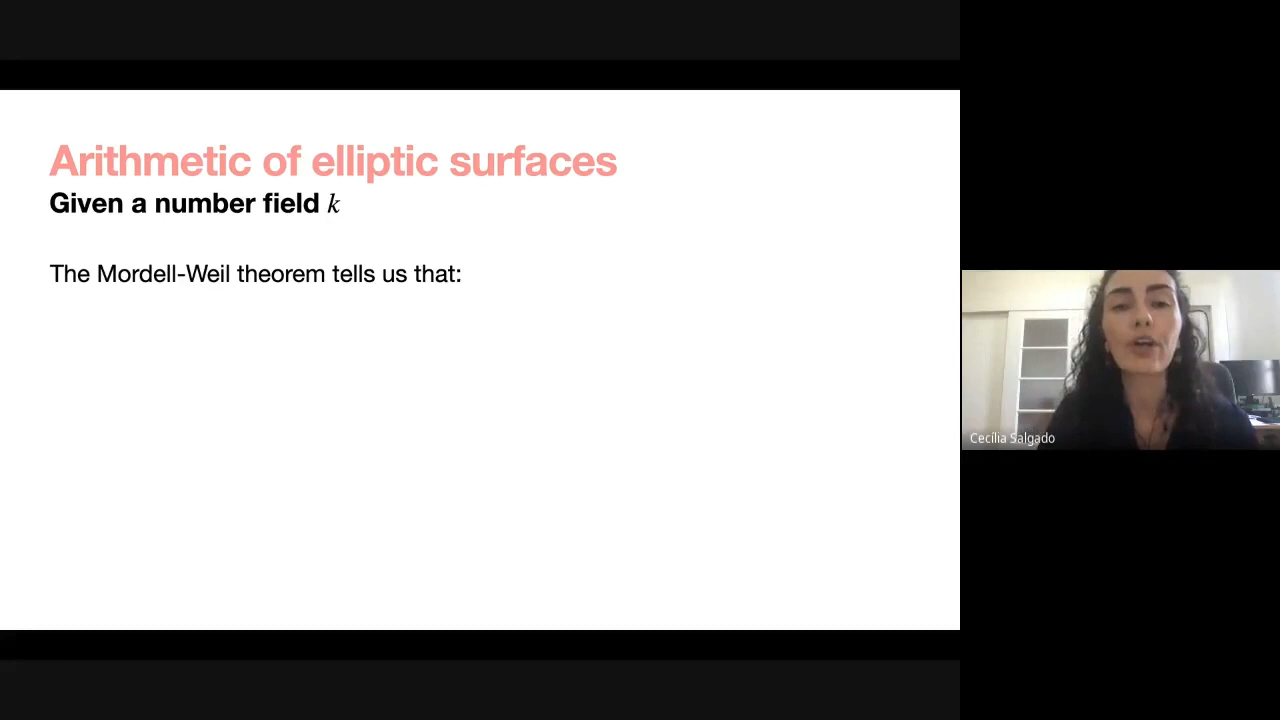 Arithmetic of elliptic surfaces
Given a number field k
The Mordell-Weil theorem tells us that:
Cecília Salgado